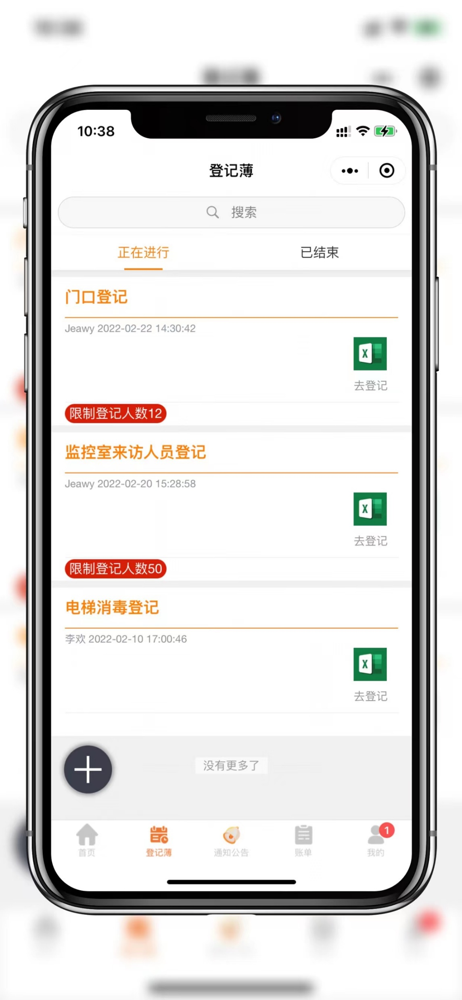 10:38
登记薄
搜索
正在进行
已结束
门口登记
Jeawy 2022-02-22 14:30:42
去登记
限制登记人数12
监控室来访人员登记
Jeawy 2022-02-20 15:28:58
去登记
限制登记人数50
电梯消毒登记
李欢 2022-02-10 17:00:46
去登记
没有更多了
首页
登记薄
通知公告
账单
1
我的